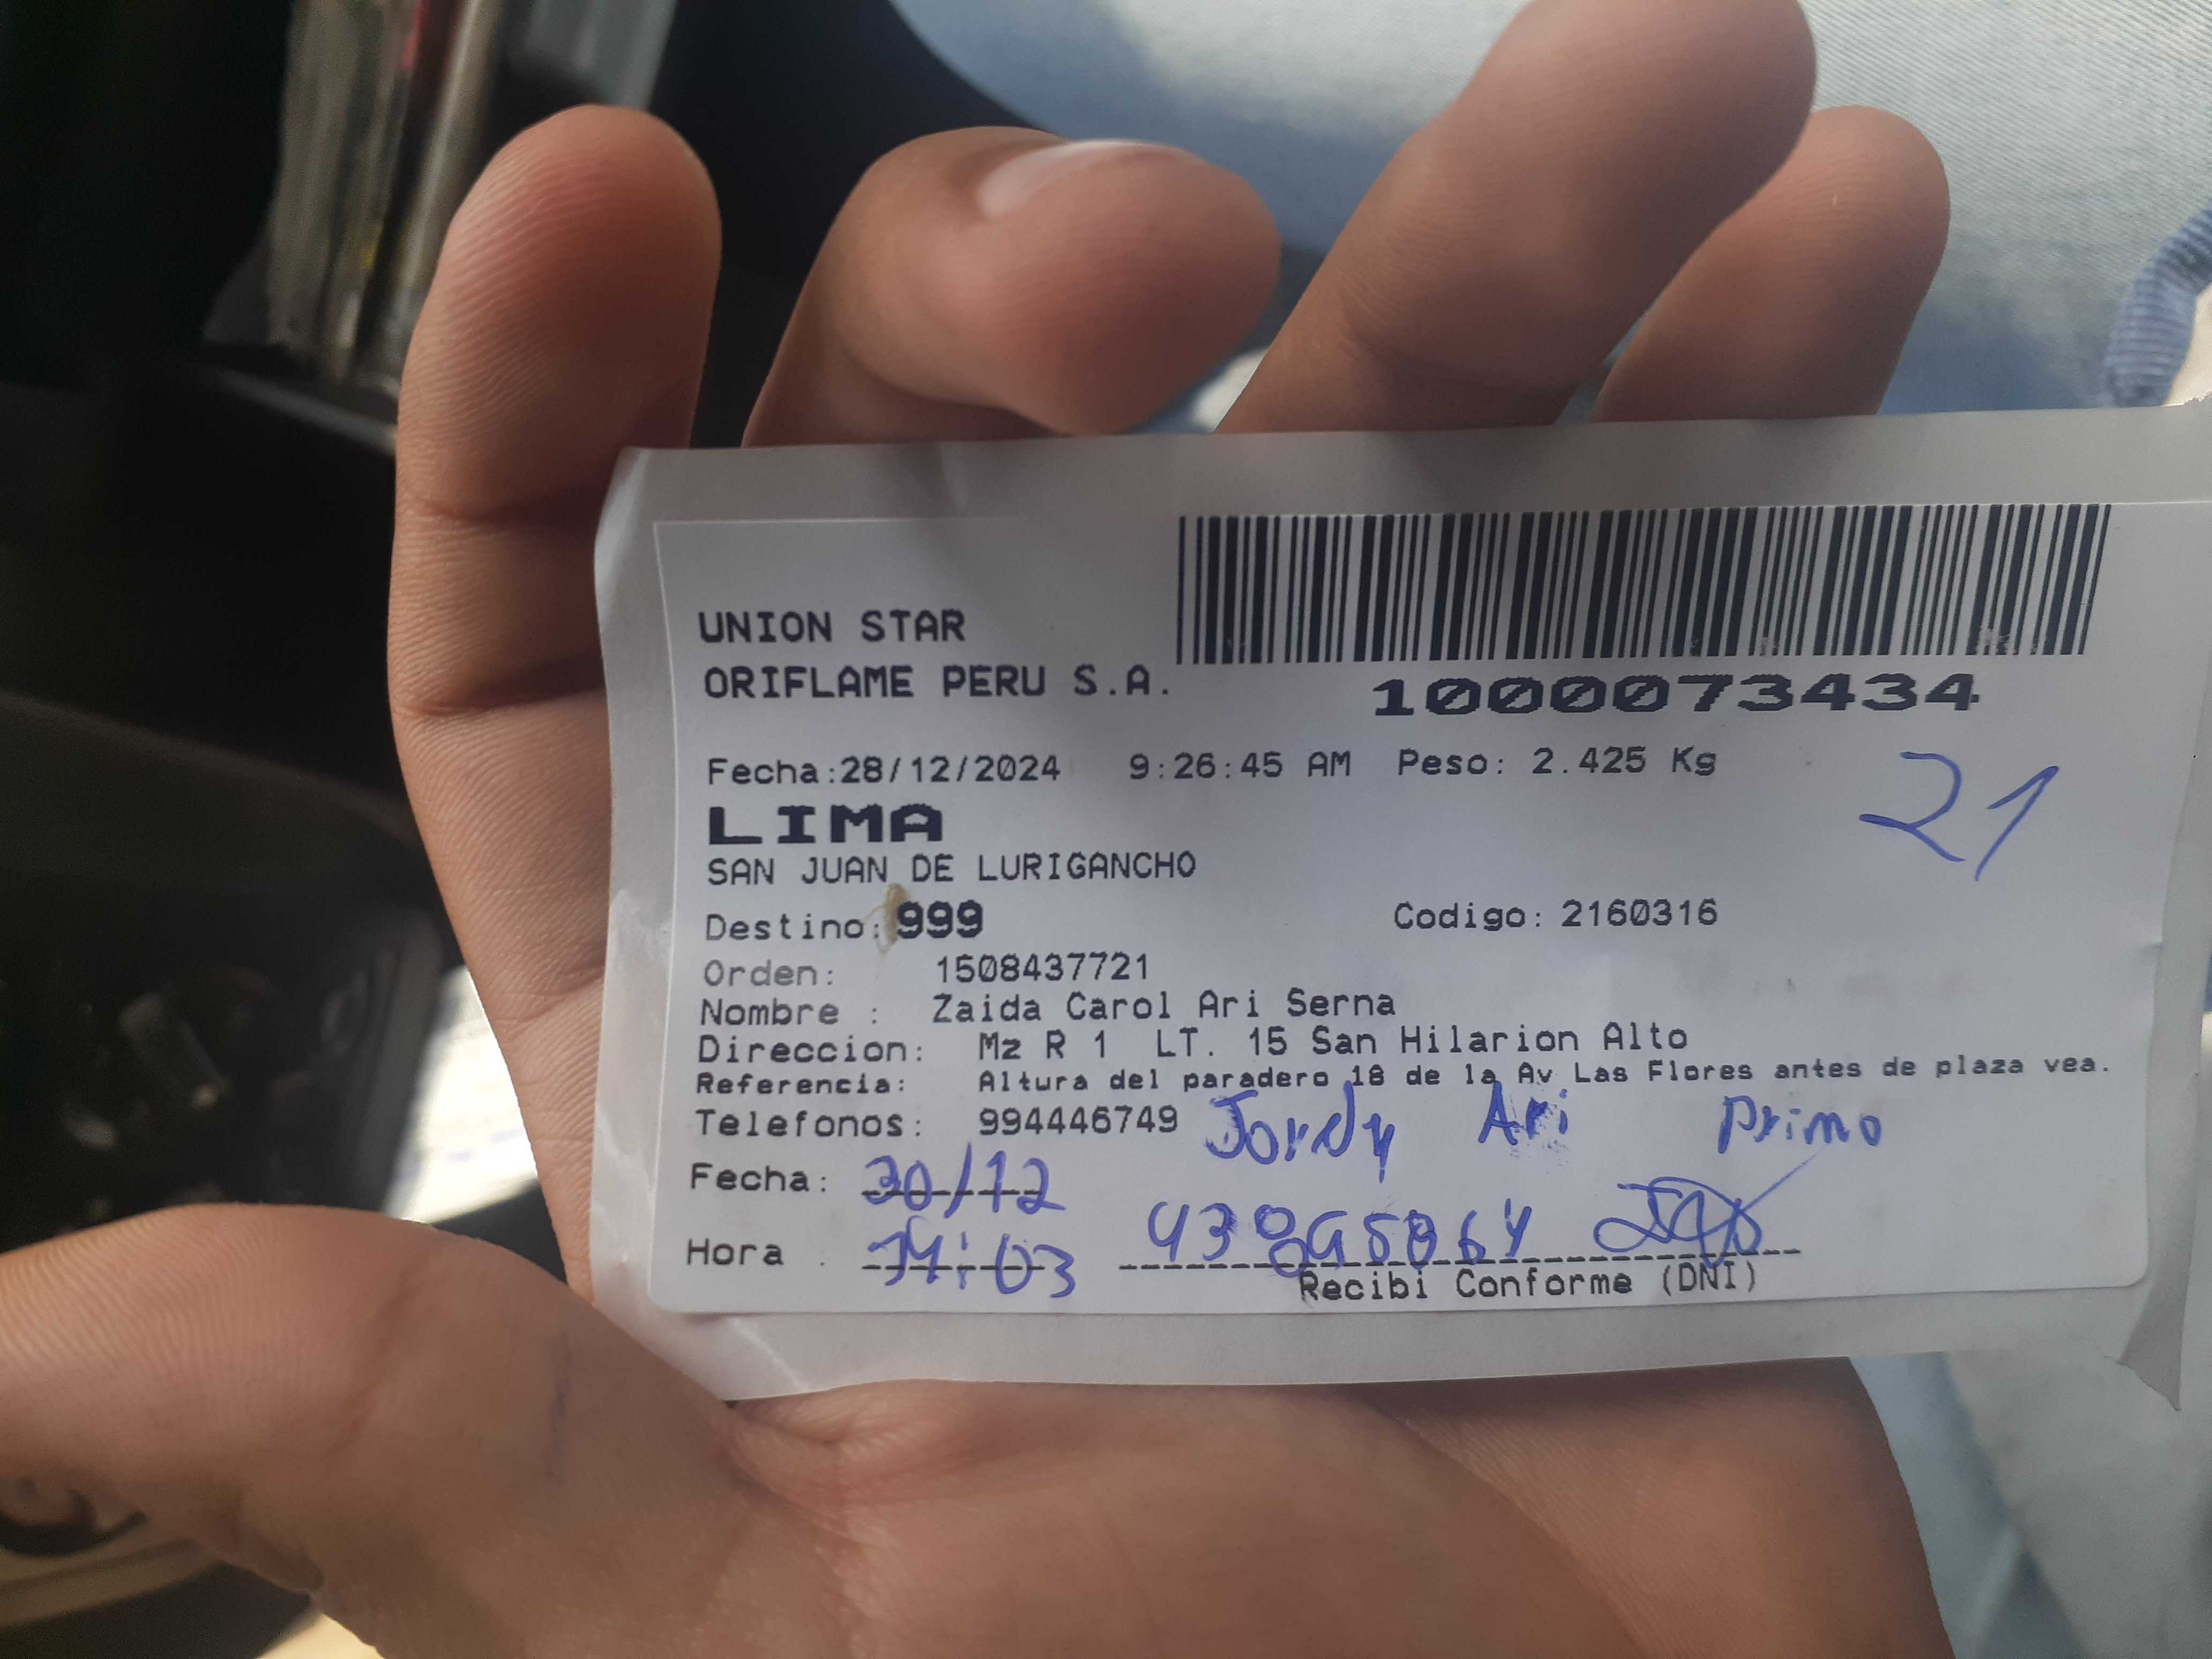 UNION STAR
ORIFLAME PERU S.A.
1000073434
Fecha:28/12/2024 9:26:45 AM Peso: 2.425 Kg
21
LIMA
SAN JUAN DE LURIGANCHO
Destino: 999 Codigo: 2160316
Orden: 1508437721
Nombre : Zaida Carol Ari Serna
Direccion: Mz R 1 LT. 15 San Hilarion Alto
Referencia: Altura del paradero 18 de la Av Las Flores antes de plaza vea.
Telefonos: 994446749 Jordy Ari Primo
Fecha: 30/12
Hora : 14:03
Recibi Conforme (DNI)